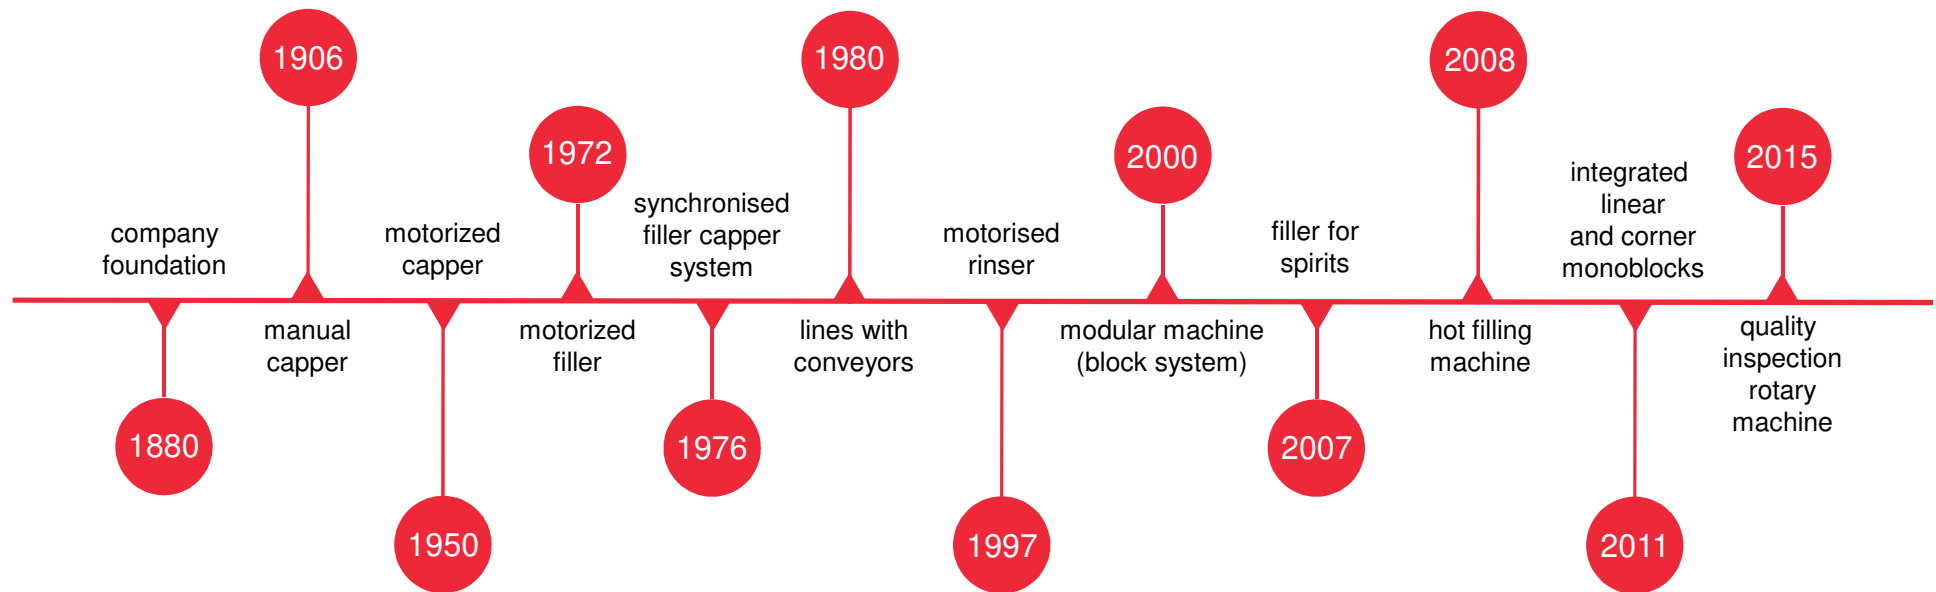 1880
company
foundation
1906
manual
capper
1950
motorized
capper
1972
motorized
filler
1976
synchronised
filler capper
system
1980
lines with
conveyors
1997
motorised
rinser
2000
modular machine
(block system)
2007
filler for
spirits
2008
hot filling
machine
2011
integrated
linear
and corner
monoblocks
2015
quality
inspection
rotary
machine